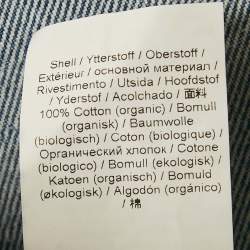 Shell / Ytterstoff / Oberstoff /
Extérieur / основной материал /
Rivestimento / Utsida / Hoofdstof
/ Yderstof / Acolchado / 面料
100% Cotton (organic) / Bomull
(organisk) / Baumwolle
(biologisch) / Coton (biologique) /
Органический хлопок / Cotone
(biologico) / Bomull (ekologisk) /
Katoen (organisch) / Bomuld
(økologisk) / Algodón (orgánico)
/ 棉